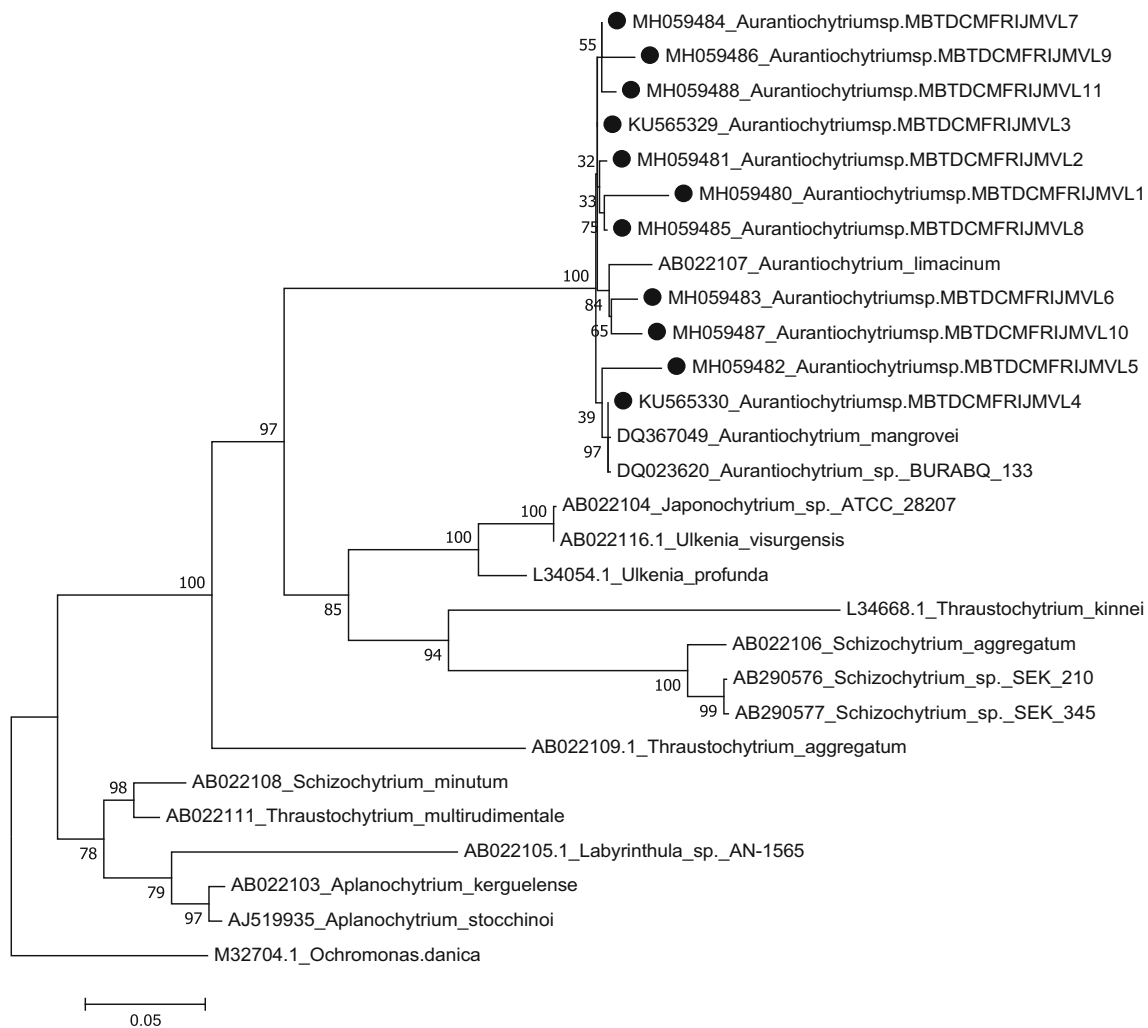 MH059484_Aurantiochytriumsp.MBTDCMFRIJMVL7
55
MH059486_Aurantiochytriumsp.MBTDCMFRIJMVL9
MH059488_Aurantiochytriumsp.MBTDCMFRIJMVL11
KU565329_Aurantiochytriumsp.MBTDCMFRIJMVL3
32
MH059481_Aurantiochytriumsp.MBTDCMFRIJMVL2
MH059480_Aurantiochytriumsp.MBTDCMFRIJMVL1
33
75
MH059485_Aurantiochytriumsp.MBTDCMFRIJMVL8
AB022107_Aurantiochytrium_limacinum
100
84
MH059483_Aurantiochytriumsp.MBTDCMFRIJMVL6
65
MH059487_Aurantiochytriumsp.MBTDCMFRIJMVL10
MH059482_Aurantiochytriumsp.MBTDCMFRIJMVL5
KU565330_Aurantiochytriumsp.MBTDCMFRIJMVL4
39
97
DQ367049_Aurantiochytrium_mangrovei
97
DQ023620_Aurantiochytrium_sp._BURABQ_133
AB022104_Japonochytrium_sp._ATCC_28207
100
AB022116.1_Ulkenia_visurgensis
100
L34054.1_Ulkenia_profunda
100
85
L34668.1_Thraustochytrium_kinnei
94
AB022106_Schizochytrium_aggregatum
AB290576_Schizochytrium_sp._SEK_210
100
99
AB290577_Schizochytrium_sp._SEK_345
AB022109.1_Thraustochytrium_aggregatum
AB022108_Schizochytrium_minutum
98
AB022111_Thraustochytrium_multirudimentale
78
AB022105.1_Labyrinthula_sp._AN-1565
79
AB022103_Aplanochytrium_kerguelense
97
AJ519935_Aplanochytrium_stocchinoi
M32704.1_Ochromonas.danica
0.05